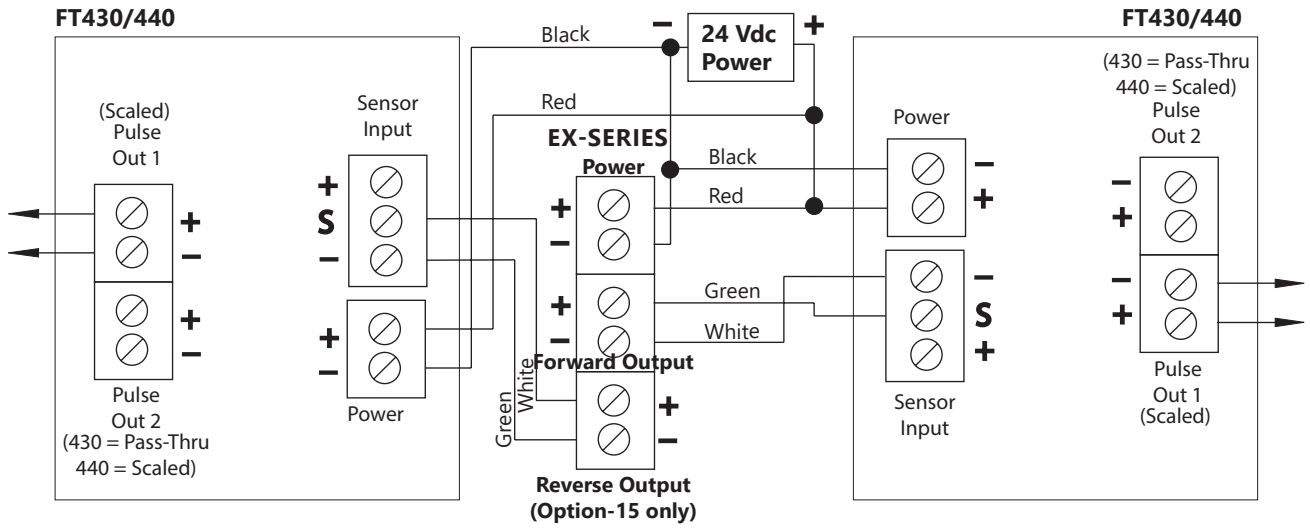 FT430/440
(Scaled)
Pulse
Out 1
+
−
+
−
Pulse
Out 2
(430 = Pass-Thru
440 = Scaled)
Sensor
Input
+
S
−
+
−
Power
Black
Red
− 24 Vdc +
Power
EX-SERIES
Power
+
−
+
−
Forward Output
+
−
Reverse Output
(Option-15 only)
Green
White
Black
Red
Green
White
FT430/440
(430 = Pass-Thru
440 = Scaled)
Pulse
Out 2
Power
−
+
−
S
+
Sensor
Input
−
+
−
+
Pulse
Out 1
(Scaled)